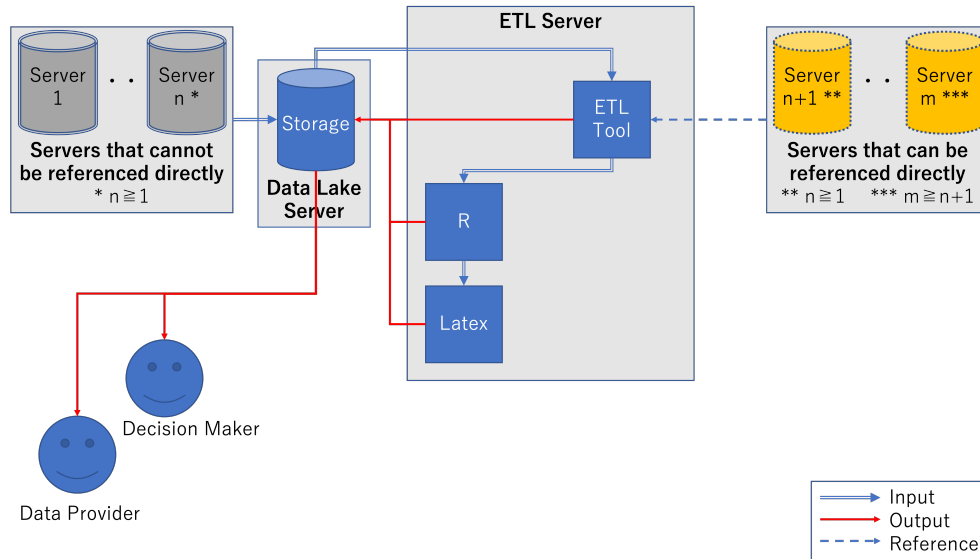 ETL Server
Server
1
. .
Server
n *
Servers that cannot
be referenced directly
* n≧1
Storage
Data Lake
Server
ETL
Tool
R
Latex
Server
n+1 **
. .
Server
m ***
Servers that can be
referenced directly
** n≧1 *** m≧n+1
Decision Maker
Data Provider
Input
Output
Reference